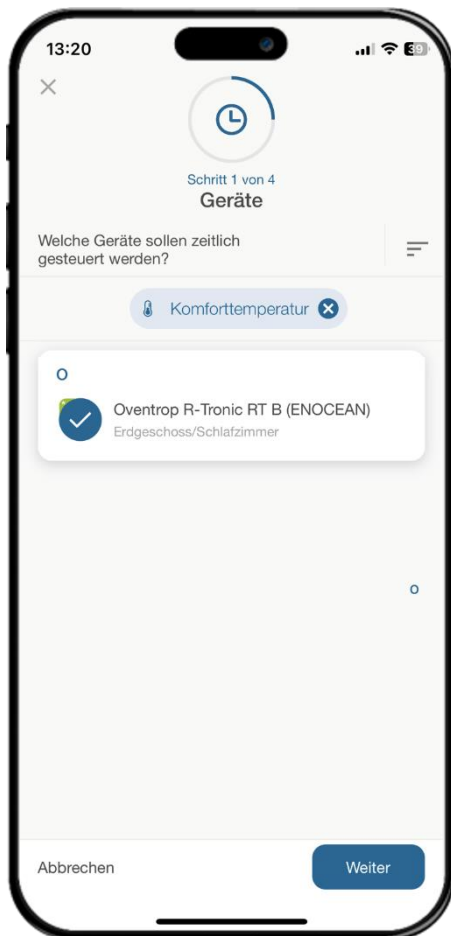 13:20
39
Schritt 1 von 4
Geräte
Welche Geräte sollen zeitlich
gesteuert werden?
Komforttemperatur
O
Oventrop R-Tronic RT B (ENOCEAN)
Erdgeschoss/Schlafzimmer
O
Abbrechen
Weiter